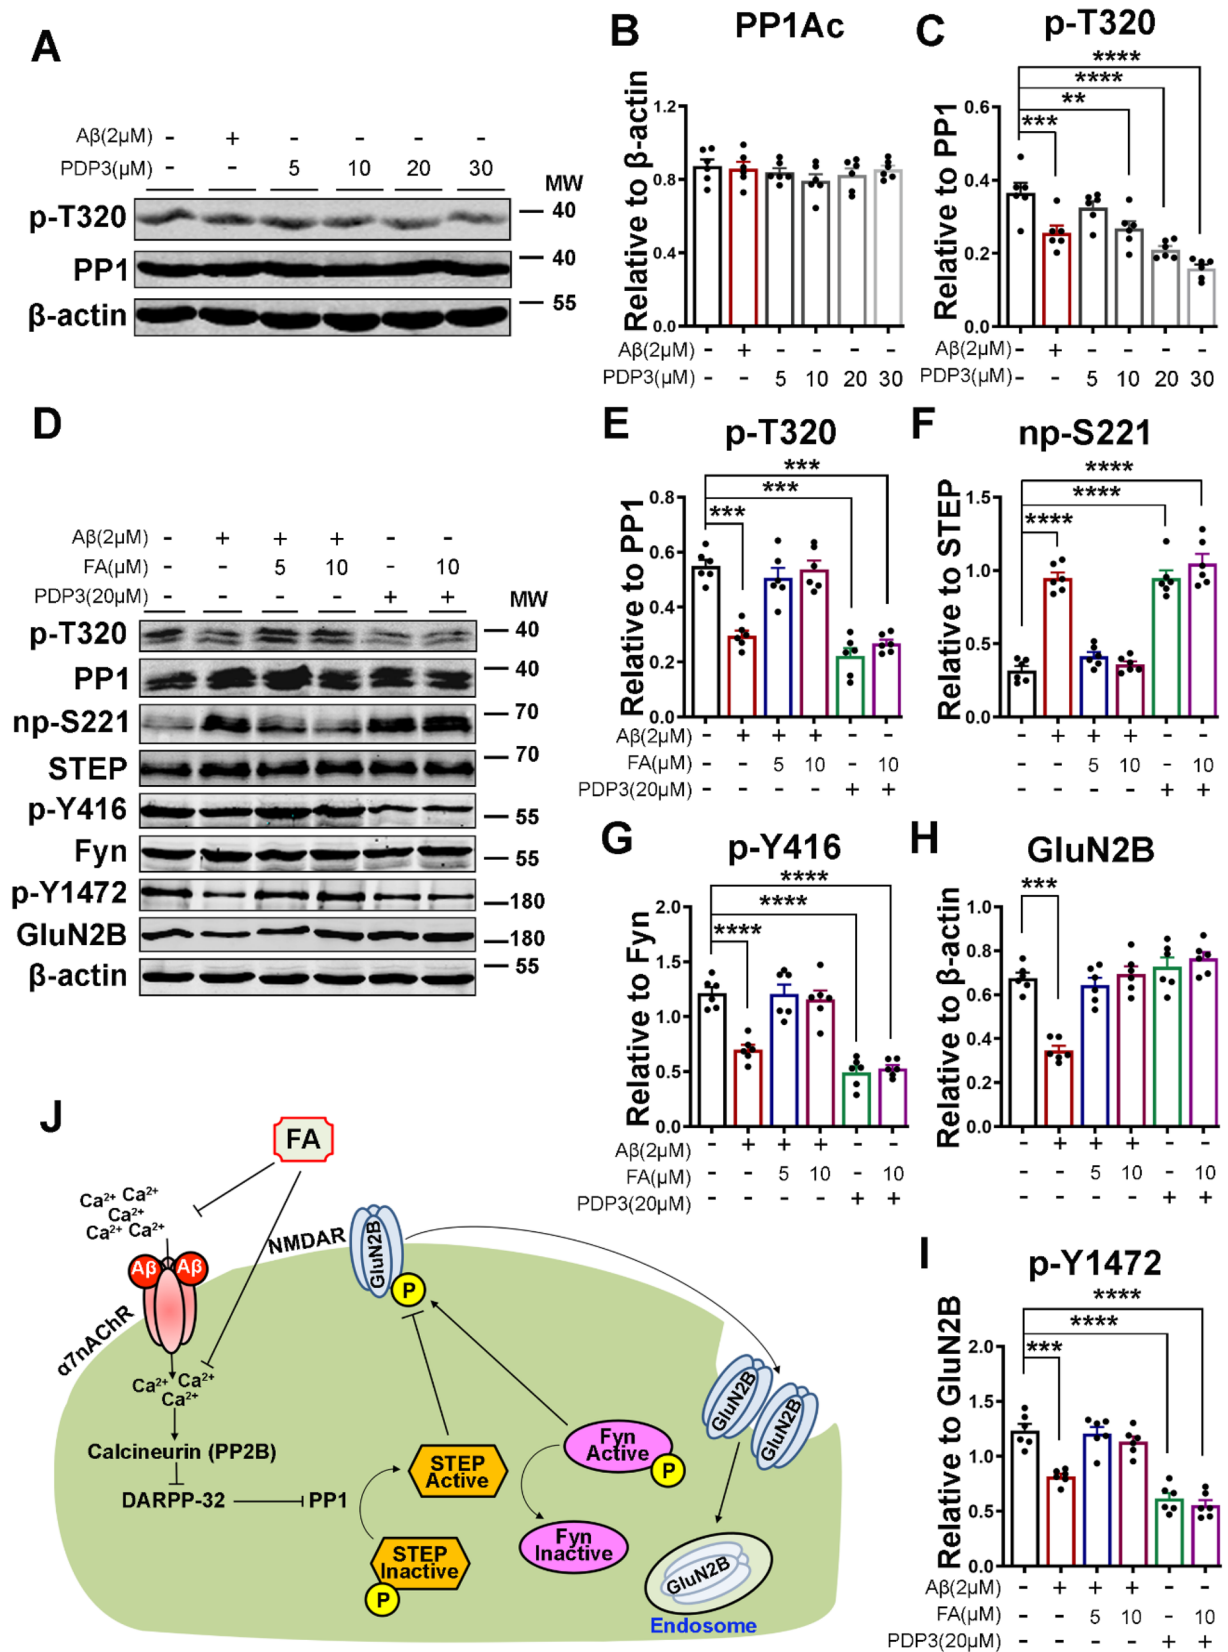 A
Aβ(2μM) - + - - - -
PDP3(μM) - - 5 10 20 30
MW
p-T320 40
PP1 40
β-actin 55
B
PP1Ac
Relative to β-actin
1.2
0.8
0.4
0.0
Aβ(2μM) - + - - - -
PDP3(μM) - - 5 10 20 30
C
p-T320
****
****
**
***
Relative to PP1
0.6
0.4
0.2
0.0
Aβ(2μM) - + - - - -
PDP3(μM) - - 5 10 20 30
D
Aβ(2μM) - + + + - -
FA(μM) - - 5 10 - 10
PDP3(20μM) - - - - + +
MW
p-T320 40
PP1 40
np-S221 70
STEP 70
p-Y416 55
Fyn 55
p-Y1472 180
GluN2B 180
β-actin 55
E
p-T320
***
***
***
Relative to PP1
0.8
0.6
0.4
0.2
0.0
Aβ(2μM) - + + + - -
FA(μM) - - 5 10 - 10
PDP3(20μM) - - - - + +
F
np-S221
****
****
****
Relative to STEP
1.5
1.0
0.5
0.0
- + + + - -
- - 5 10 - 10
- - - - + +
G
p-Y416
****
****
****
Relative to Fyn
2.0
1.5
1.0
0.5
0.0
Aβ(2μM) - + + + - -
FA(μM) - - 5 10 - 10
PDP3(20μM) - - - - + +
H
GluN2B
***
Relative to β-actin
1.0
0.8
0.6
0.4
0.2
0.0
- + + + - -
- - 5 10 - 10
- - - - + +
I
p-Y1472
****
****
***
Relative to GluN2B
2.0
1.5
1.0
0.5
0.0
Aβ(2μM) - + + + - -
FA(μM) - - 5 10 - 10
PDP3(20μM) - - - - + +
J
FA
Ca²⁺ Ca²⁺
Ca²⁺
Ca²⁺ Ca²⁺
Aβ Aβ
α7nAChR
NMDAR
GluN2B
P
Ca²⁺ Ca²⁺
Ca²⁺
Calcineurin (PP2B)
DARPP-32 PP1
STEP
Active
STEP
Inactive
P
Fyn
Active
P
Fyn
Inactive
GluN2B
GluN2B
GluN2B
Endosome